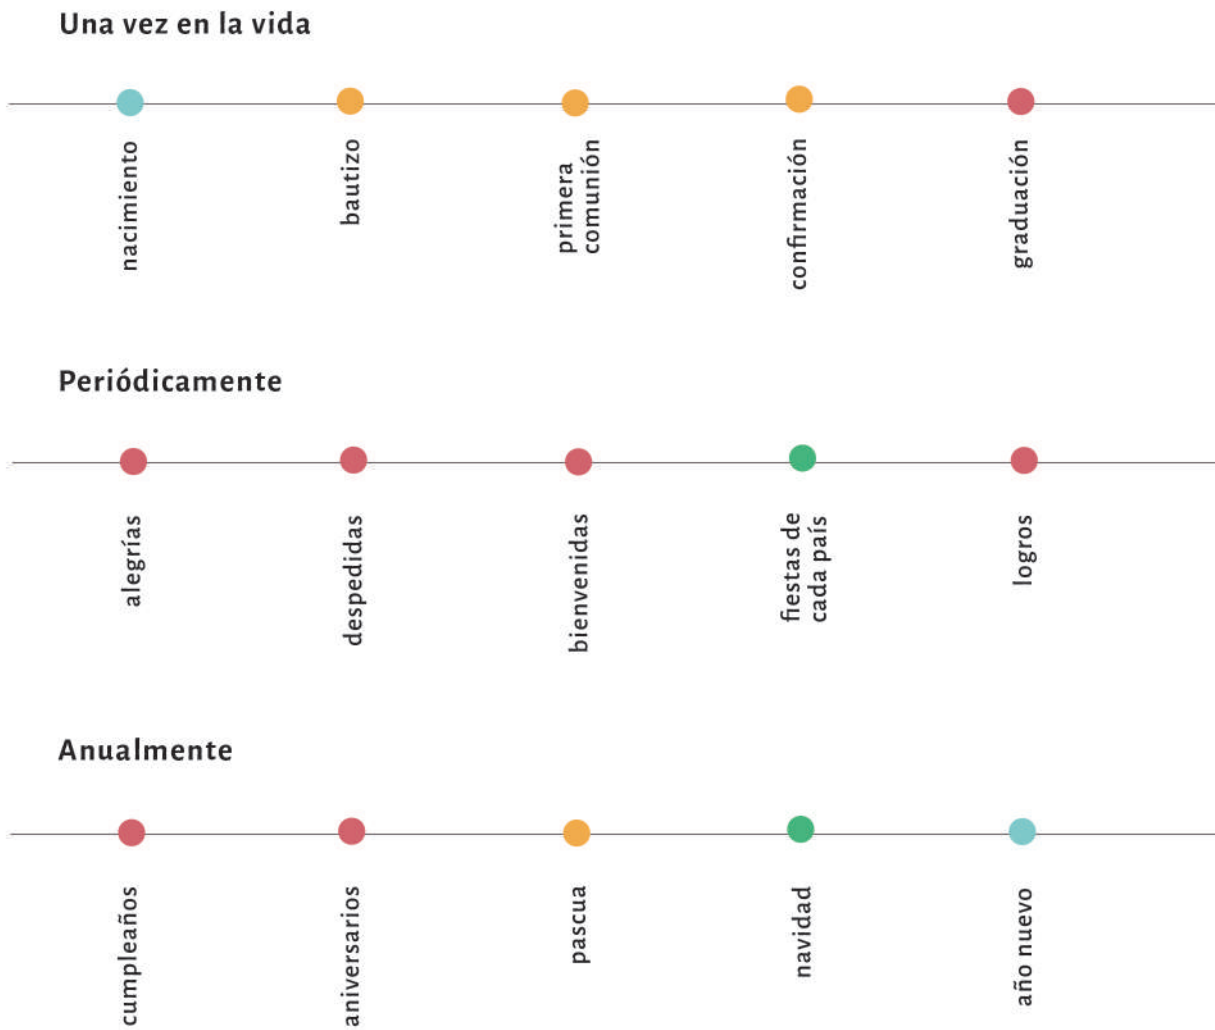 Una vez en la vida
nacimiento
bautizo
primera
comunión
confirmación
graduación
Periódicamente
alegrías
despedidas
bienvenidas
fiestas de
cada país
logros
Anualmente
cumpleaños
aniversarios
pascua
navidad
año nuevo